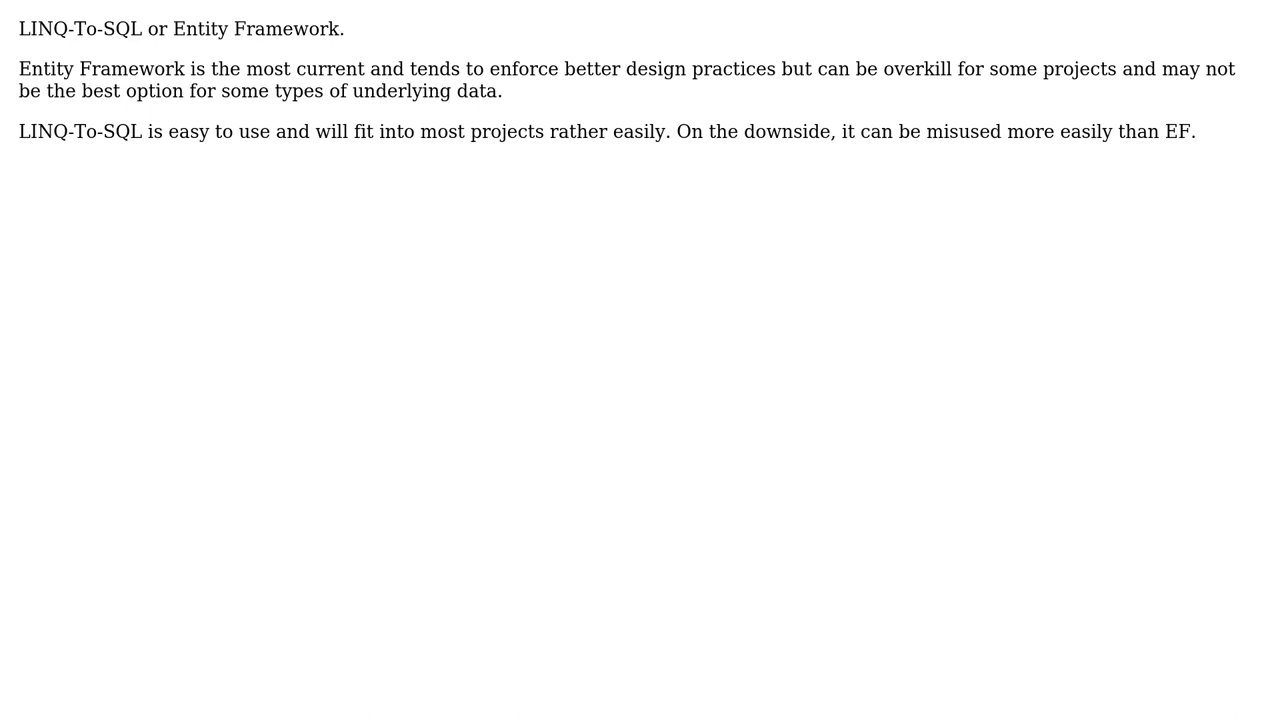 LINQ-To-SQL or Entity Framework.
Entity Framework is the most current and tends to enforce better design practices but can be overkill for some projects and may not
be the best option for some types of underlying data.
LINQ-To-SQL is easy to use and will fit into most projects rather easily. On the downside, it can be misused more easily than EF.